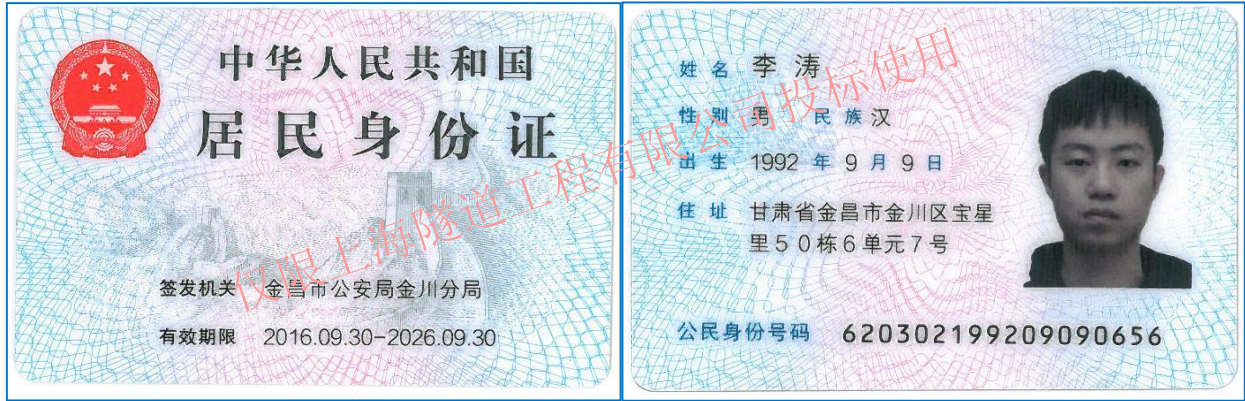 中华人民共和国
居民身份证
签发机关 金昌市公安局金川分局
有效期限 2016.09.30-2026.09.30
姓名 李涛
性别 男 民族 汉
出生 1992 年 9 月 9 日
住址 甘肃省金昌市金川区宝星
里50栋6单元7号
公民身份号码 620302199209090656
仅限上海隧道工程有限公司投标使用